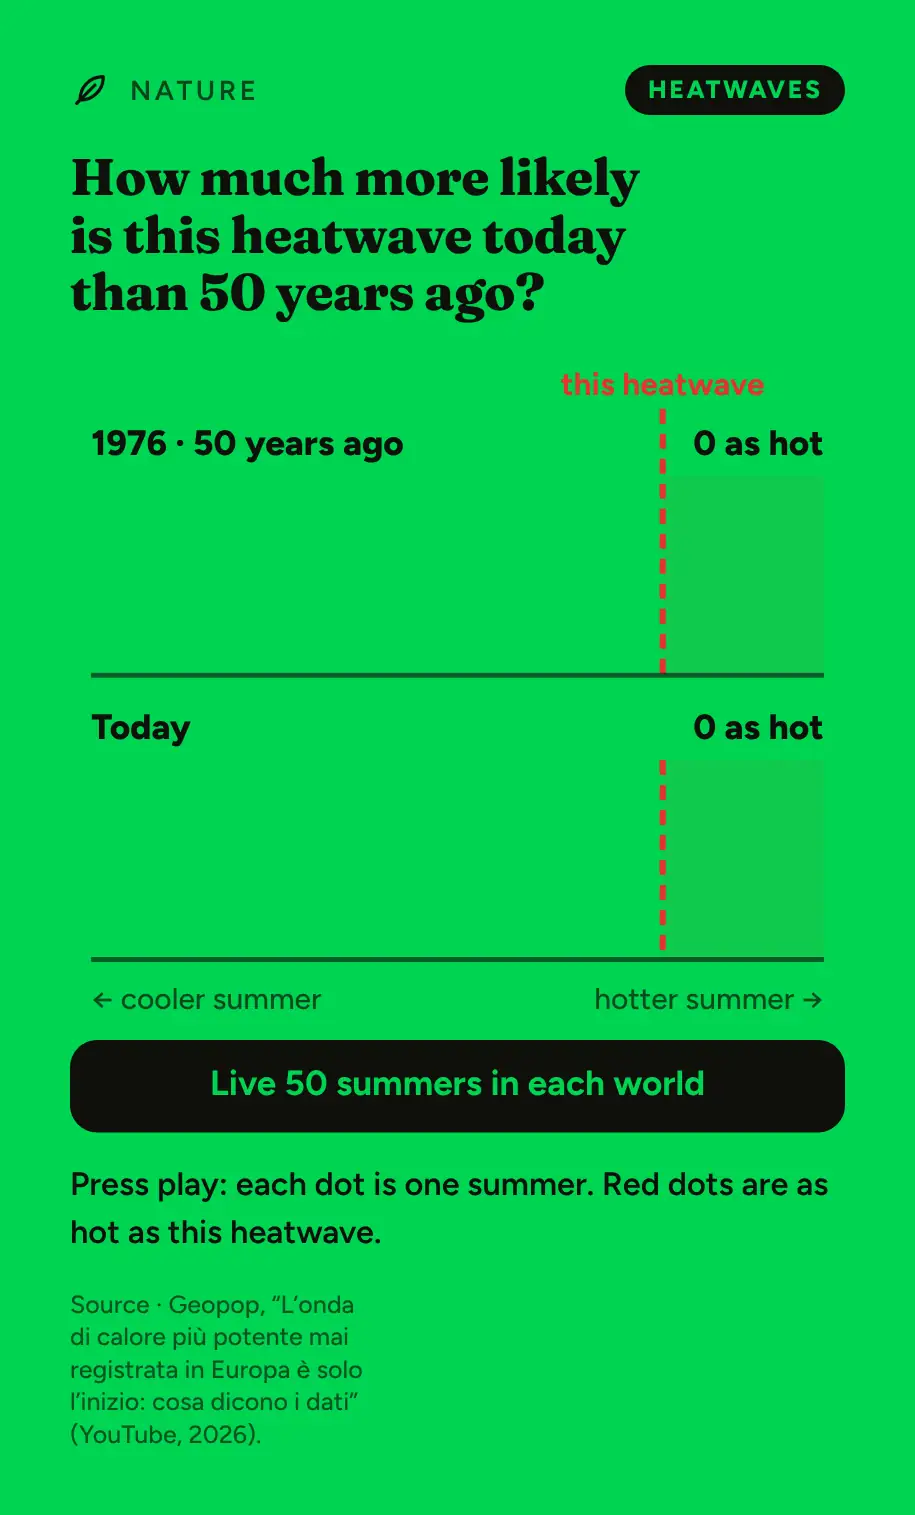 NATURE
HEATWAVES
How much more likely
is this heatwave today
than 50 years ago?
this heatwave
1976 · 50 years ago
0 as hot
Today
0 as hot
← cooler summer
hotter summer →
Live 50 summers in each world
Press play: each dot is one summer. Red dots are as
hot as this heatwave.
Source · Geopop, “L’onda
di calore più potente mai
registrata in Europa è solo
l’inizio: cosa dicono i dati”
(YouTube, 2026).